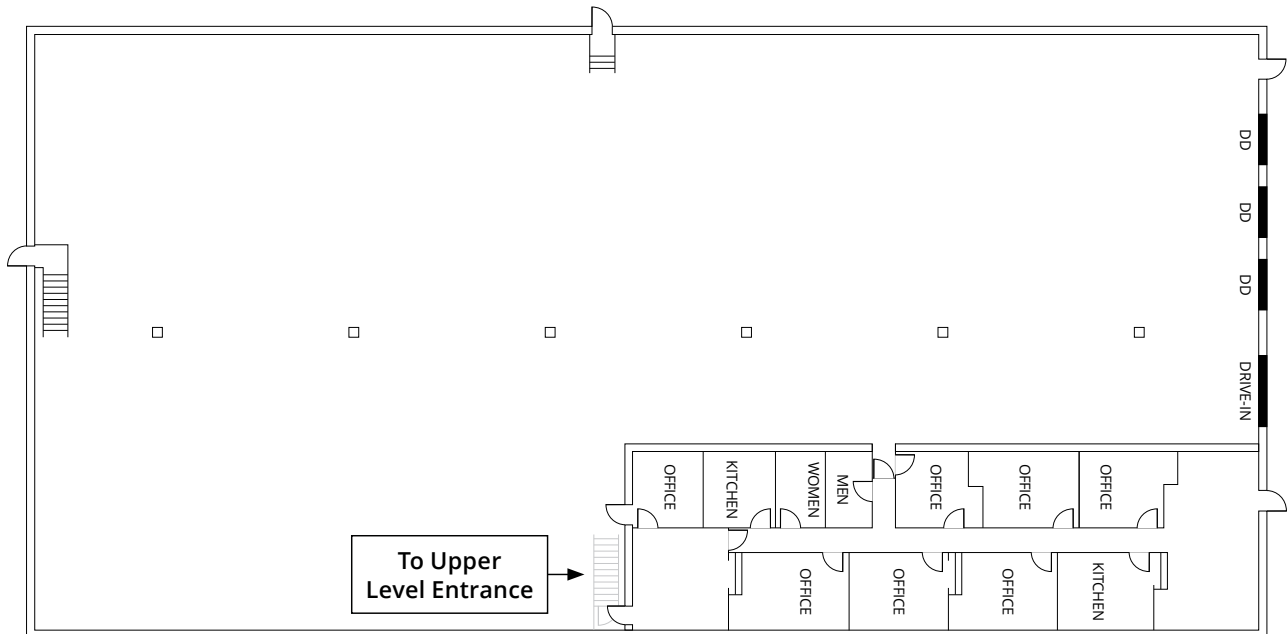 DD
DD
DD
DRIVE-IN
OFFICE
KITCHEN
WOMEN
MEN
OFFICE
OFFICE
OFFICE
To Upper
Level Entrance
OFFICE
OFFICE
OFFICE
KITCHEN